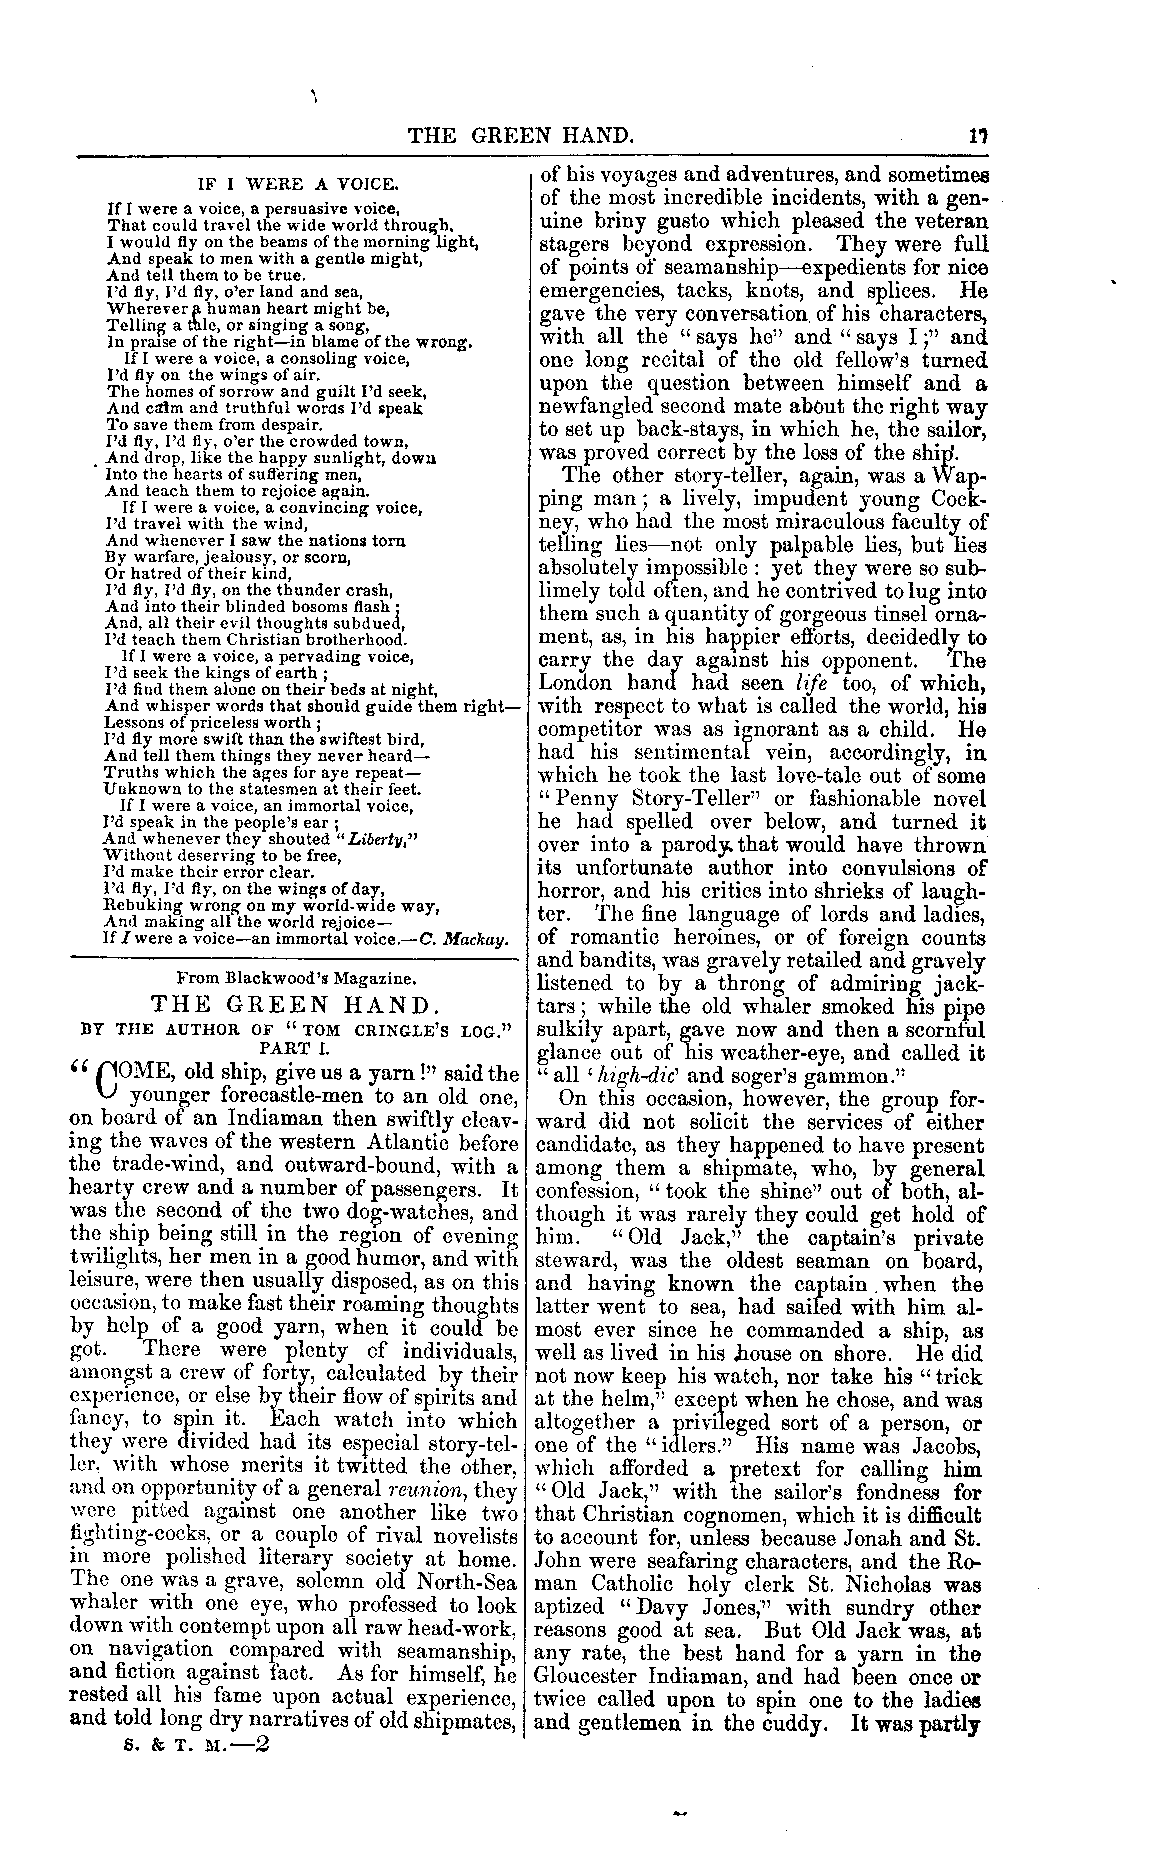 THE GREEN HAND. 17
IF I WERE A VOICE.
If I were a voice, a persuasive voice,
That could travel the wide world through,
I would fly on the beams of the morning light,
And speak to men with a gentle might,
And tell them to be true.
I'd fly, I'd fly, o'er land and sea,
Wherever a human heart might be,
Telling a tale, or singing a song,
In praise of the right—in blame of the wrong.
If I were a voice, a consoling voice,
I'd fly on the wings of air.
The homes of sorrow and guilt I'd seek,
And calm and truthful words I'd speak
To save them from despair.
I'd fly, I'd fly, o'er the crowded town,
And drop, like the happy sunlight, down
Into the hearts of suffering men,
And teach them to rejoice again.
If I were a voice, a convincing voice,
I'd travel with the wind,
And whenever I saw the nations torn
By warfare, jealousy, or scorn,
Or hatred of their kind,
I'd fly, I'd fly, on the thunder crash,
And into their blinded bosoms flash;
And, all their evil thoughts subdued,
I'd teach them Christian brotherhood.
If I were a voice, a pervading voice,
I'd seek the kings of earth;
I'd find them alone on their beds at night,
And whisper words that should guide them right—
Lessons of priceless worth;
I'd fly more swift than the swiftest bird,
And tell them things they never heard—
Truths which the ages for aye repeat—
Unknown to the statesmen at their feet.
If I were a voice, an immortal voice,
I'd speak in the people's ear;
And whenever they shouted "Liberty,"
Without deserving to be free,
I'd make their error clear.
I'd fly, I'd fly, on the wings of day,
Rebuking wrong on my world-wide way,
And making all the world rejoice—
If I were a voice—an immortal voice.—C. Mackay.
From Blackwood's Magazine.
THE GREEN HAND.
BY THE AUTHOR OF "TOM CRINGLE'S LOG."
PART I.
"COME, old ship, give us a yarn!" said the
younger forecastle-men to an old one,
on board of an Indiaman then swiftly cleav-
ing the waves of the western Atlantic before
the trade-wind, and outward-bound, with a
hearty crew and a number of passengers. It
was the second of the two dog-watches, and
the ship being still in the region of evening
twilights, her men in a good humor, and with
leisure, were then usually disposed, as on this
occasion, to make fast their roaming thoughts
by help of a good yarn, when it could be
got. There were plenty of individuals,
amongst a crew of forty, calculated by their
experience, or else by their flow of spirits and
fancy, to spin it. Each watch into which
they were divided had its especial story-tel-
ler, with whose merits it twitted the other,
and on opportunity of a general reunion, they
were pitted against one another like two
fighting-cocks, or a couple of rival novelists
in more polished literary society at home.
The one was a grave, solemn old North-Sea
whaler with one eye, who professed to look
down with contempt upon all raw head-work,
on navigation compared with seamanship,
and fiction against fact. As for himself, he
rested all his fame upon actual experience,
and told long dry narratives of old shipmates,
S. & T. M.—2
of his voyages and adventures, and sometimes
of the most incredible incidents, with a gen-
uine briny gusto which pleased the veteran
stagers beyond expression. They were full
of points of seamanship—expedients for nice
emergencies, tacks, knots, and splices. He
gave the very conversation of his characters,
with all the "says he" and "says I;" and
one long recital of the old fellow's turned
upon the question between himself and a
newfangled second mate about the right way
to set up back-stays, in which he, the sailor,
was proved correct by the loss of the ship.
The other story-teller, again, was a Wap-
ping man; a lively, impudent young Cock-
ney, who had the most miraculous faculty of
telling lies—not only palpable lies, but lies
absolutely impossible: yet they were so sub-
limely told often, and he contrived to lug into
them such a quantity of gorgeous tinsel orna-
ment, as, in his happier efforts, decidedly to
carry the day against his opponent. The
London hand had seen life too, of which,
with respect to what is called the world, his
competitor was as ignorant as a child. He
had his sentimental vein, accordingly, in
which he took the last love-tale out of some
"Penny Story-Teller" or fashionable novel
he had spelled over below, and turned it
over into a parody that would have thrown
its unfortunate author into convulsions of
horror, and his critics into shrieks of laugh-
ter. The fine language of lords and ladies,
of romantic heroines, or of foreign counts
and bandits, was gravely retailed and gravely
listened to by a throng of admiring jack-
tars; while the old whaler smoked his pipe
sulkily apart, gave now and then a scornful
glance out of his weather-eye, and called it
"all 'high-dic' and soger's gammon."
On this occasion, however, the group for-
ward did not solicit the services of either
candidate, as they happened to have present
among them a shipmate, who, by general
confession, "took the shine" out of both, al-
though it was rarely they could get hold of
him. "Old Jack," the captain's private
steward, was the oldest seaman on board,
and having known the captain when the
latter went to sea, had sailed with him al-
most ever since he commanded a ship, as
well as lived in his house on shore. He did
not now keep his watch, nor take his "trick
at the helm," except when he chose, and was
altogether a privileged sort of a person, or
one of the "idlers." His name was Jacobs,
which afforded a pretext for calling him
"Old Jack," with the sailor's fondness for
that Christian cognomen, which it is difficult
to account for, unless because Jonah and St.
John were seafaring characters, and the Ro-
man Catholic holy clerk St. Nicholas was
aptized "Davy Jones," with sundry other
reasons good at sea. But Old Jack was, at
any rate, the best hand for a yarn in the
Gloucester Indiaman, and had been once or
twice called upon to spin one to the ladies
and gentlemen in the cuddy. It was partly